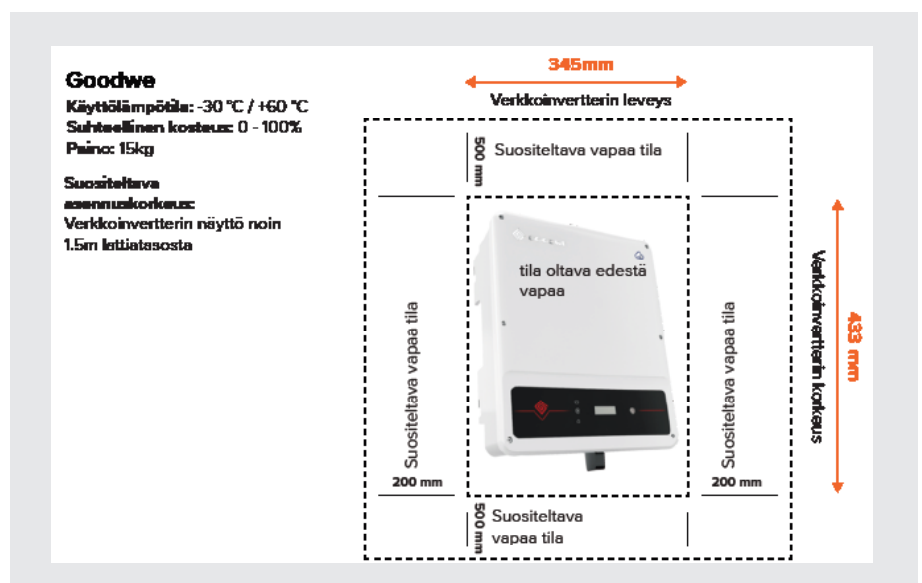 Goodwe
Käyttölämpötila: -30 °C / +60 °C
Suhteellinen kosteus: 0 - 100%
Paino: 15kg
Suositeltava
asennuskorkeus:
Verkkoinvertterin näyttö noin
1.5m lattiatasosta
345mm
Verkkoinvertterin leveys
500 mm
Suositeltava vapaa tila
tila oltava edestä
vapaa
Suositeltava vapaa tila
200 mm
Suositeltava vapaa tila
200 mm
Verkkoinvertterin korkeus
433 mm
500 mm
Suositeltava
vapaa tila